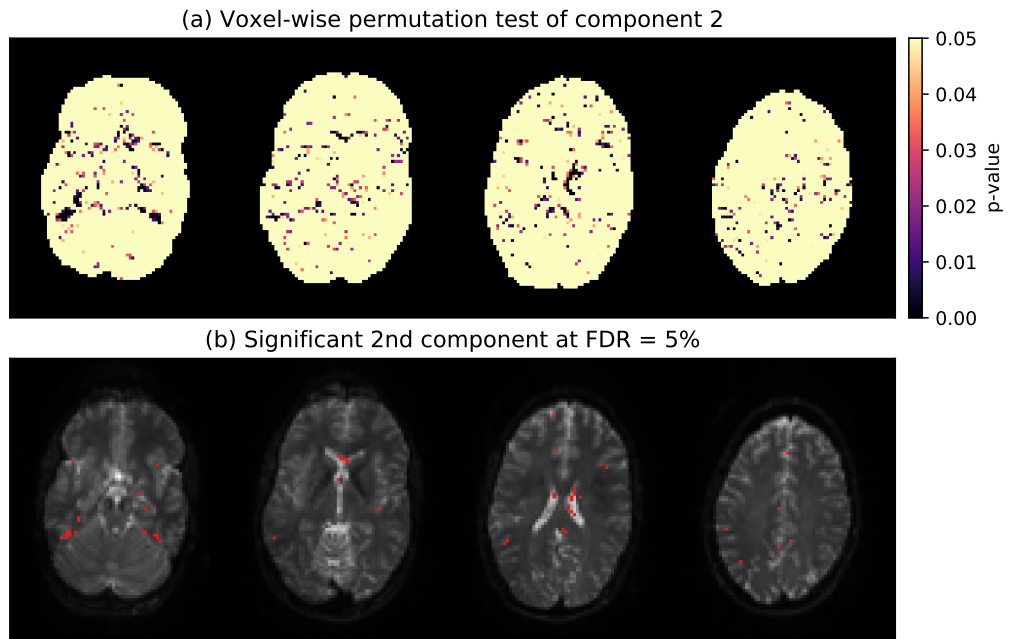 (a) Voxel-wise permutation test of component 2
0.05
0.04
0.03
0.02
0.01
0.00
p-value
(b) Significant 2nd component at FDR = 5%